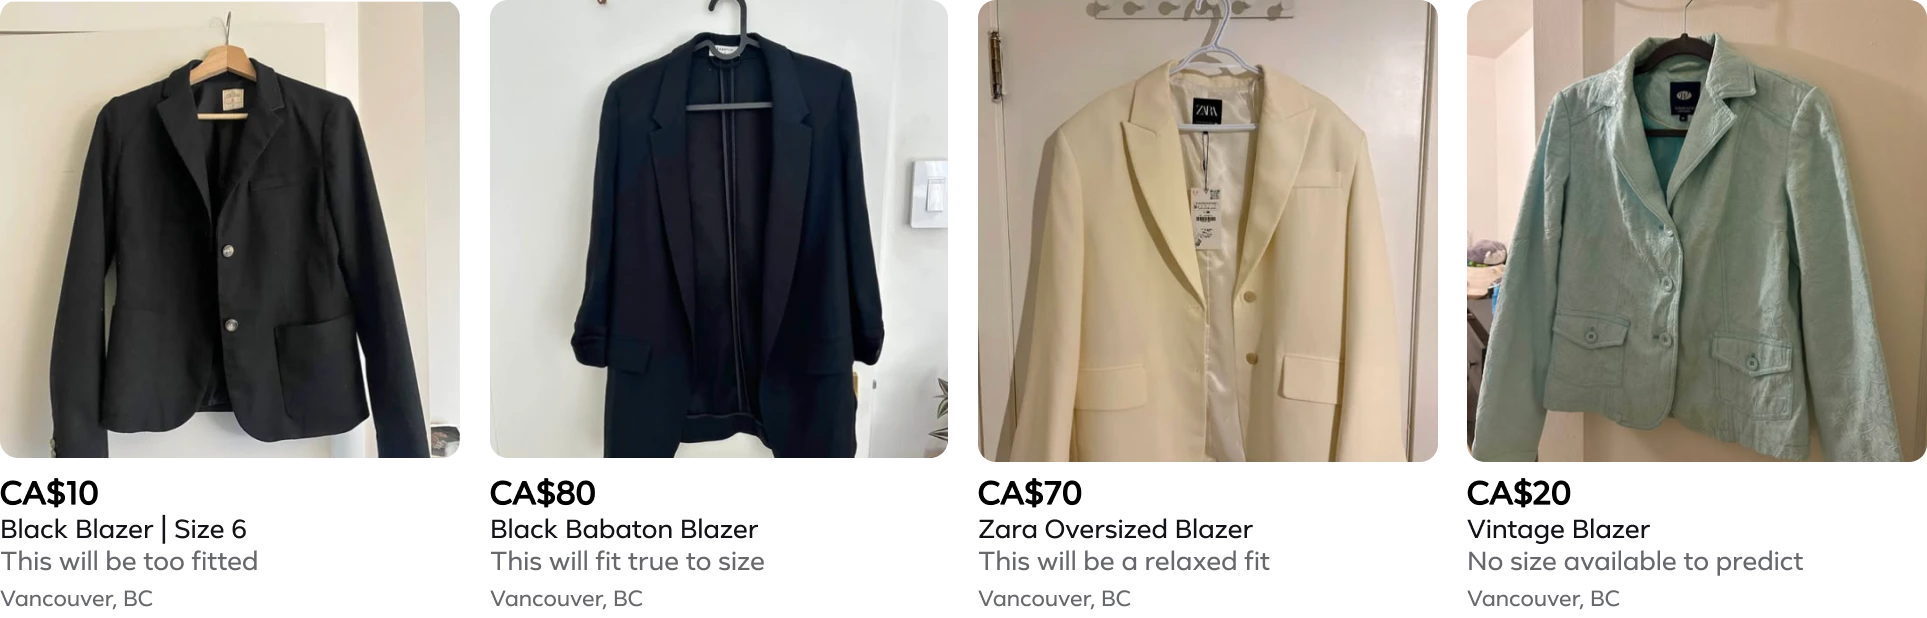 ZARA
CA$10
Black Blazer | Size 6
This will be too fitted
Vancouver, BC
CA$80
Black Babaton Blazer
This will fit true to size
Vancouver, BC
CA$70
Zara Oversized Blazer
This will be a relaxed fit
Vancouver, BC
CA$20
Vintage Blazer
No size available to predict
Vancouver, BC